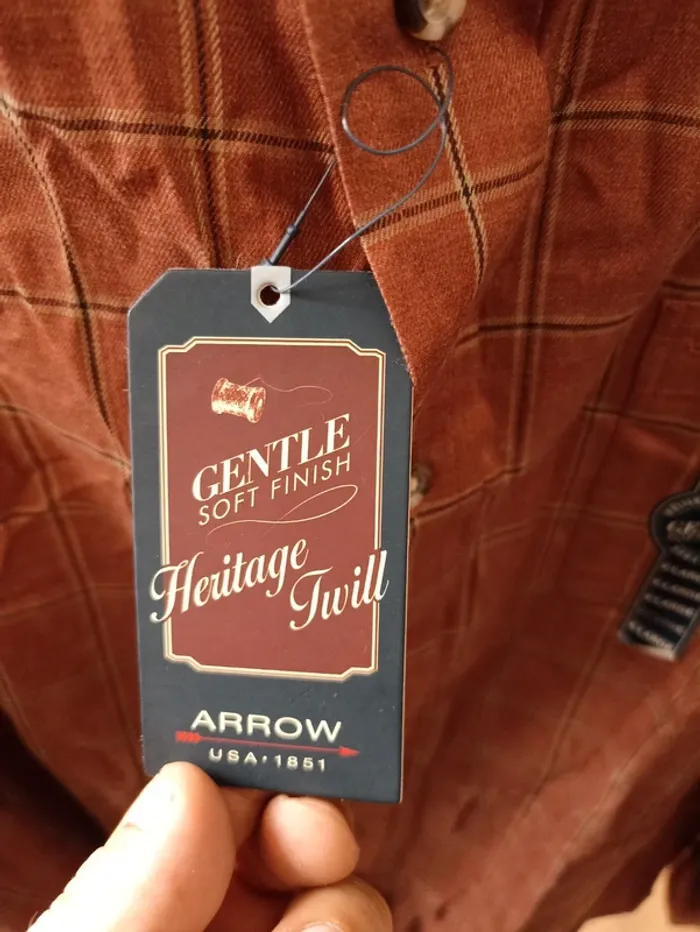 GENTLE
SOFT FINISH
Heritage
Twill
ARROW
USA·1851